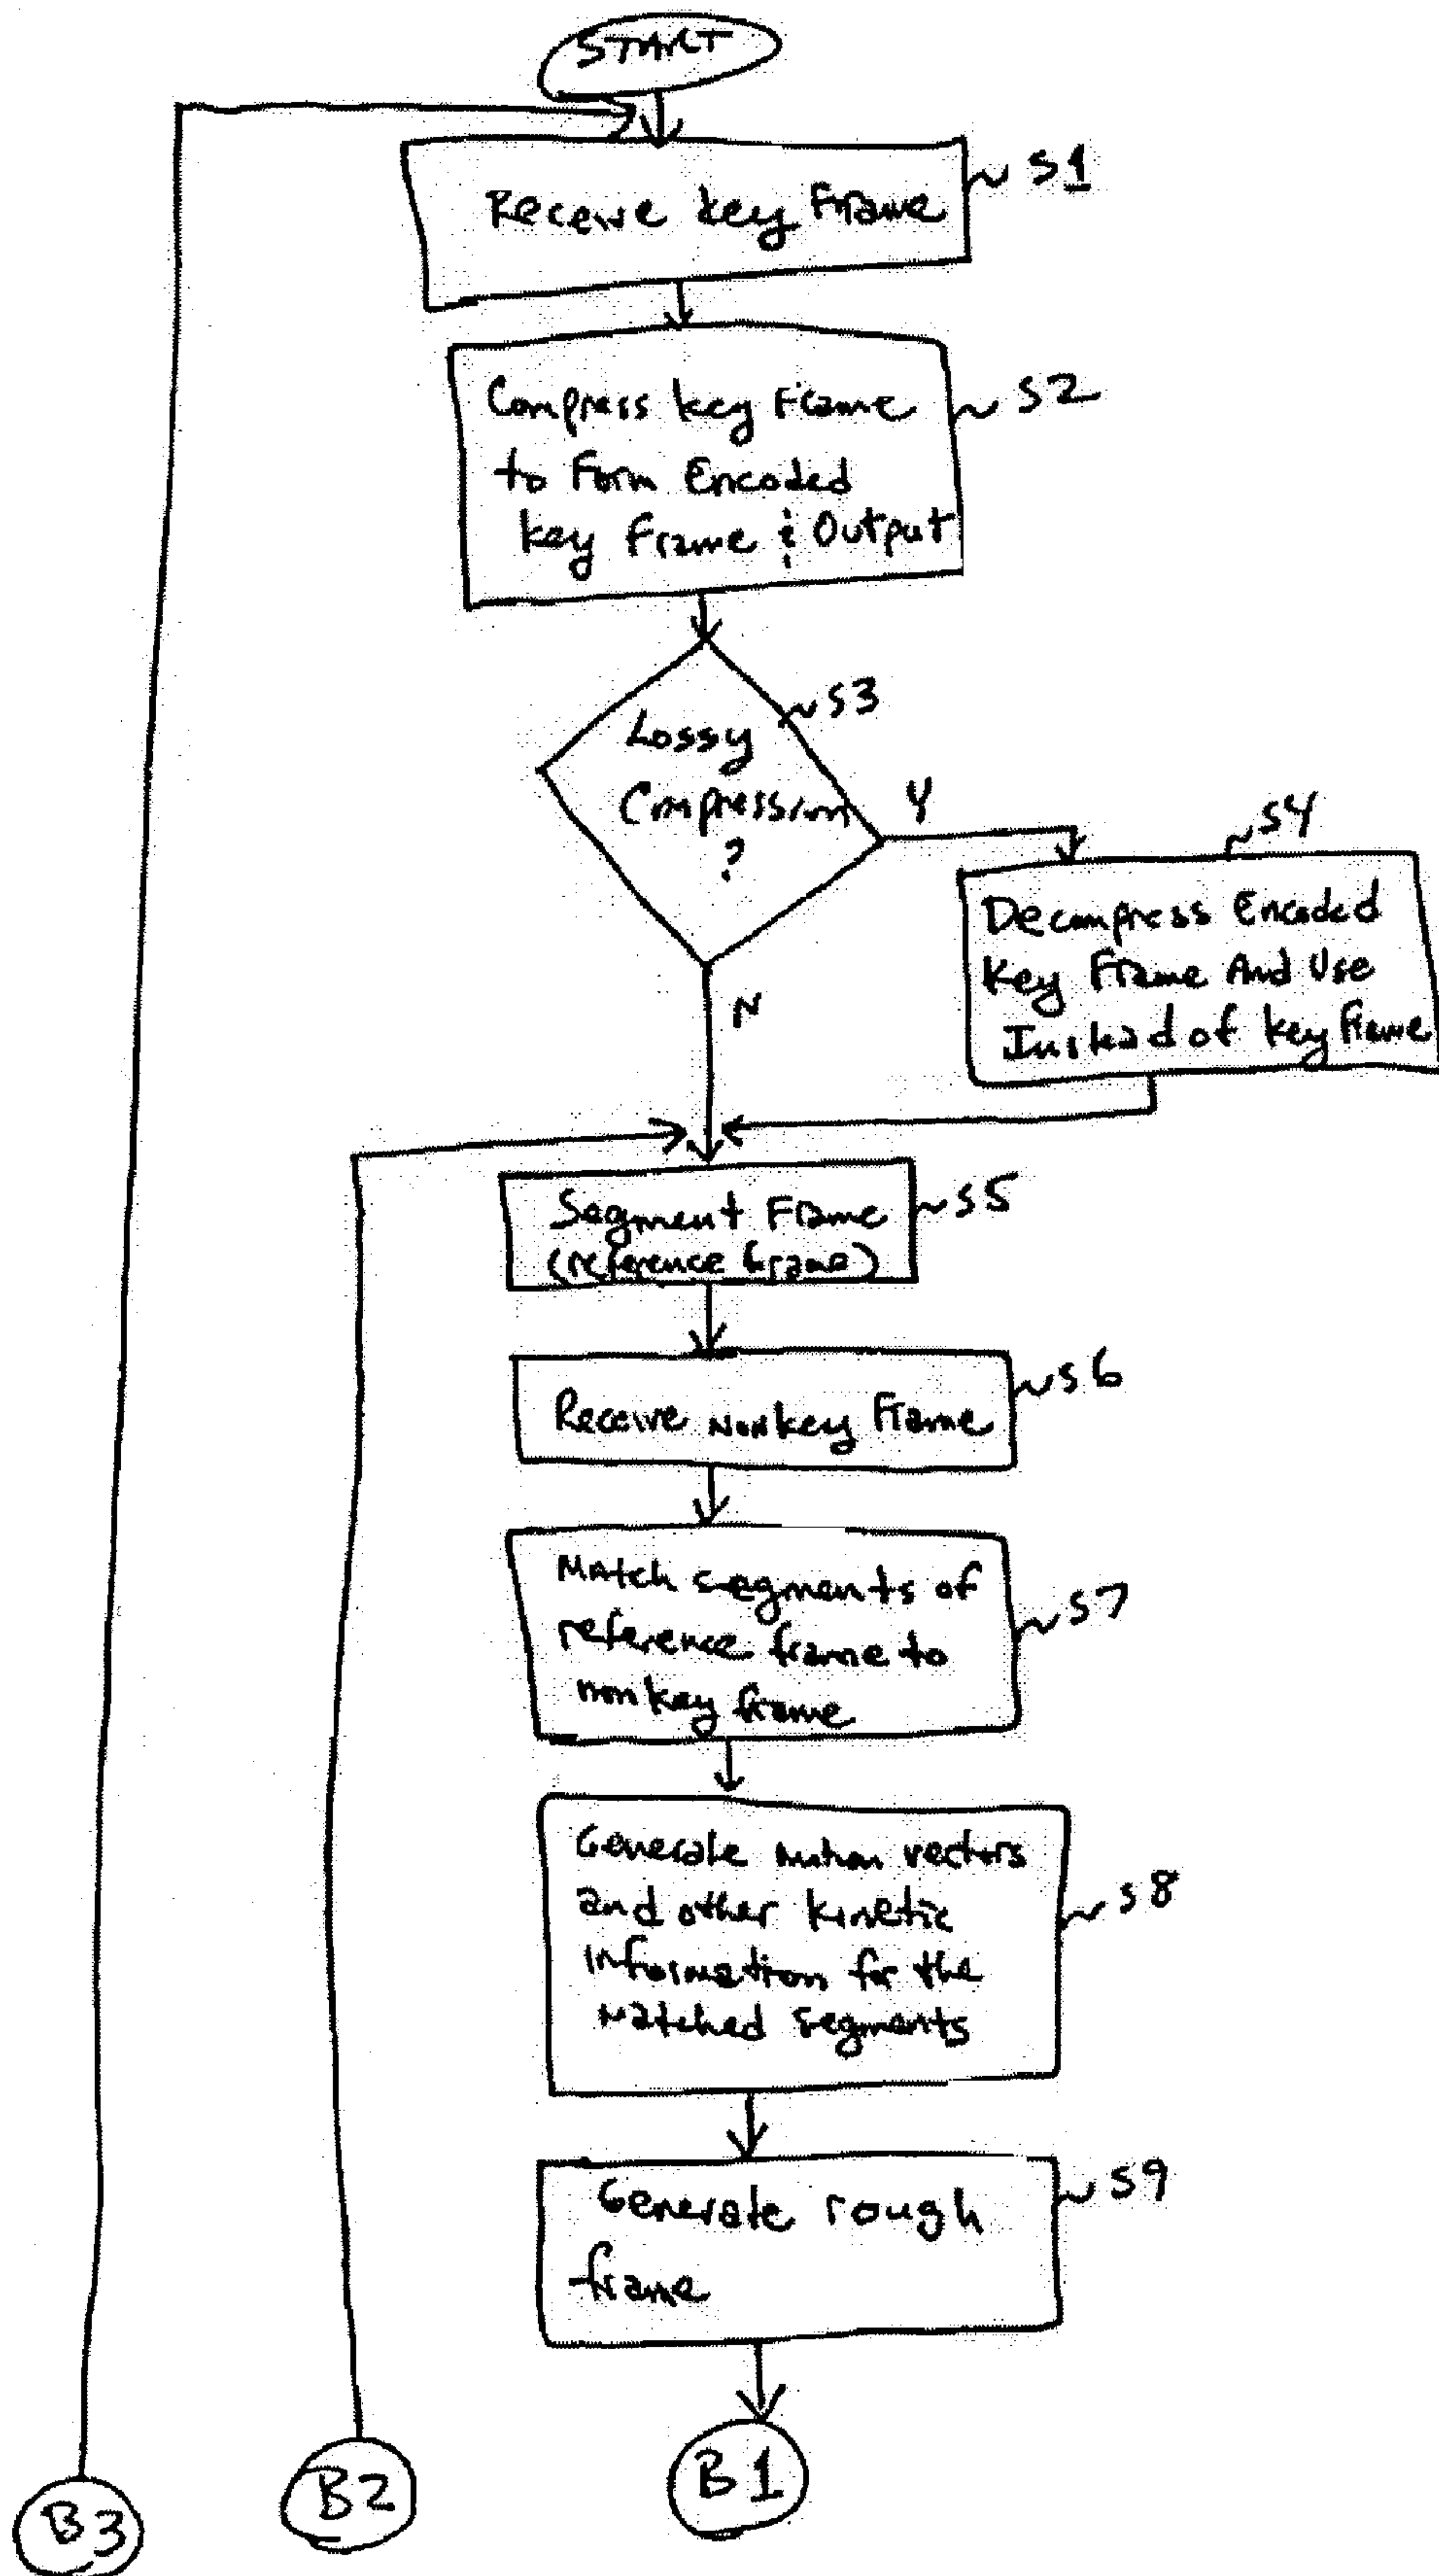 START
S1
Receive key Frame
S2
Compress key Frame
to Form Encoded
key Frame & Output
S3
Lossy
Compression
?
Y
N
S4
Decompress Encoded
Key Frame And Use
Instead of key frame
Segment Frame
(reference frame)
S5
Receive Nonkey Frame
S6
Match segments of
reference frame to
nonkey frame
S7
Generate motion vectors
and other kinetic
information for the
matched segments
S8
Generate rough
frame
S9
B3
B2
B1